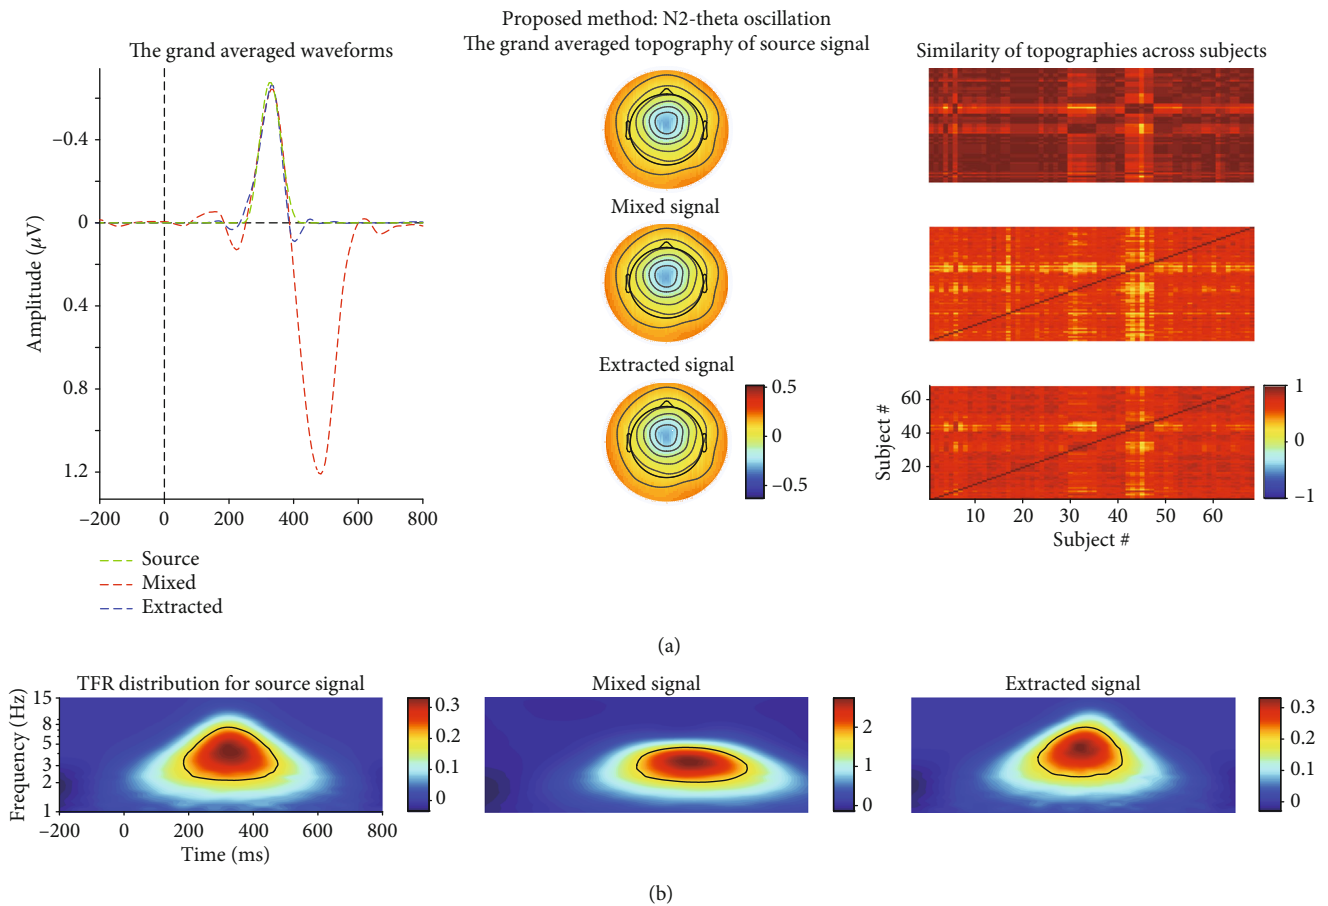 Proposed method: N2-theta oscillation
The grand averaged waveforms
The grand averaged topography of source signal
Similarity of topographies across subjects
−0.4
0
0.4
0.8
1.2
Amplitude (μV)
−200
0
200
400
600
800
Source
Mixed
Extracted
Mixed signal
Extracted signal
0.5
0
−0.5
60
40
20
Subject #
10
20
30
40
50
60
Subject #
1
0
−1
(a)
TFR distribution for source signal
Mixed signal
Extracted signal
15
8
5
3
2
1
Frequency (Hz)
−200
0
200
400
600
800
Time (ms)
0.3
0.2
0.1
0
2
1
0
0.3
0.2
0.1
0
(b)